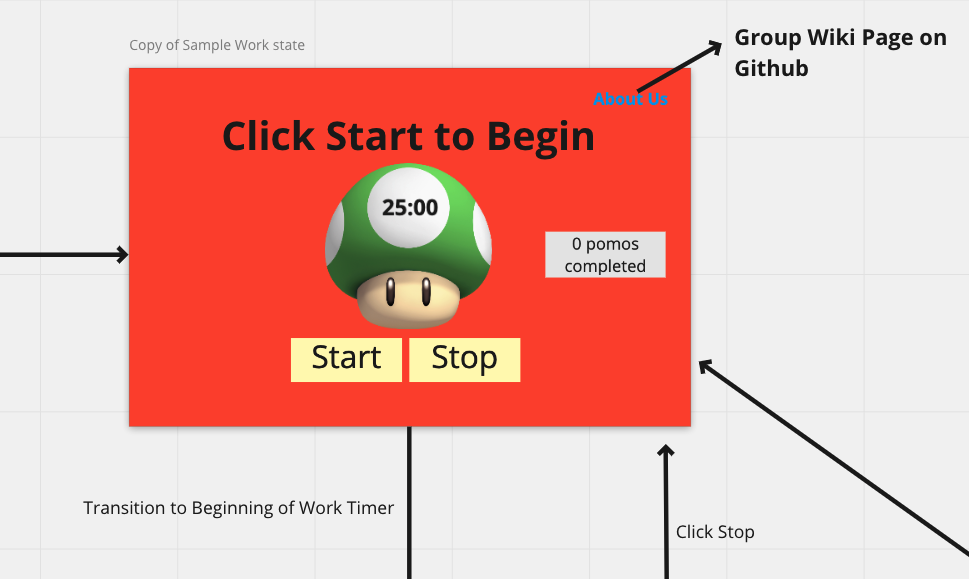 Copy of Sample Work state
Group Wiki Page on
Github
About Us
Click Start to Begin
25:00
0 pomos
completed
Start
Stop
Transition to Beginning of Work Timer
Click Stop